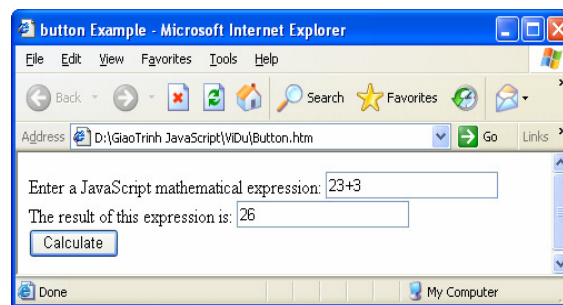 button Example - Microsoft Internet Explorer
File Edit View Favorites Tools Help
Back Search Favorites
Address D:\GiaoTrinh JavaScript\ViDu\Button.htm Go Links
Enter a JavaScript mathematical expression: 23+3
The result of this expression is: 26
Calculate
Done My Computer